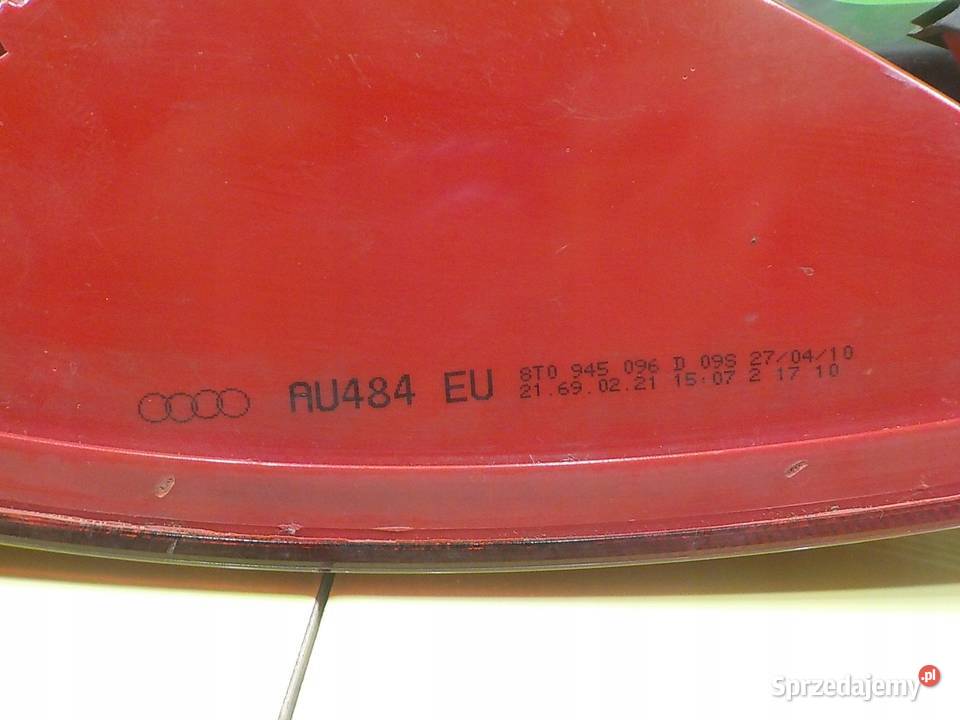 AU484 EU
8T0 945 096 D 09S 27/04/10
21.69.02.21 15:07 2 17 10
Sprzedajemy.pl